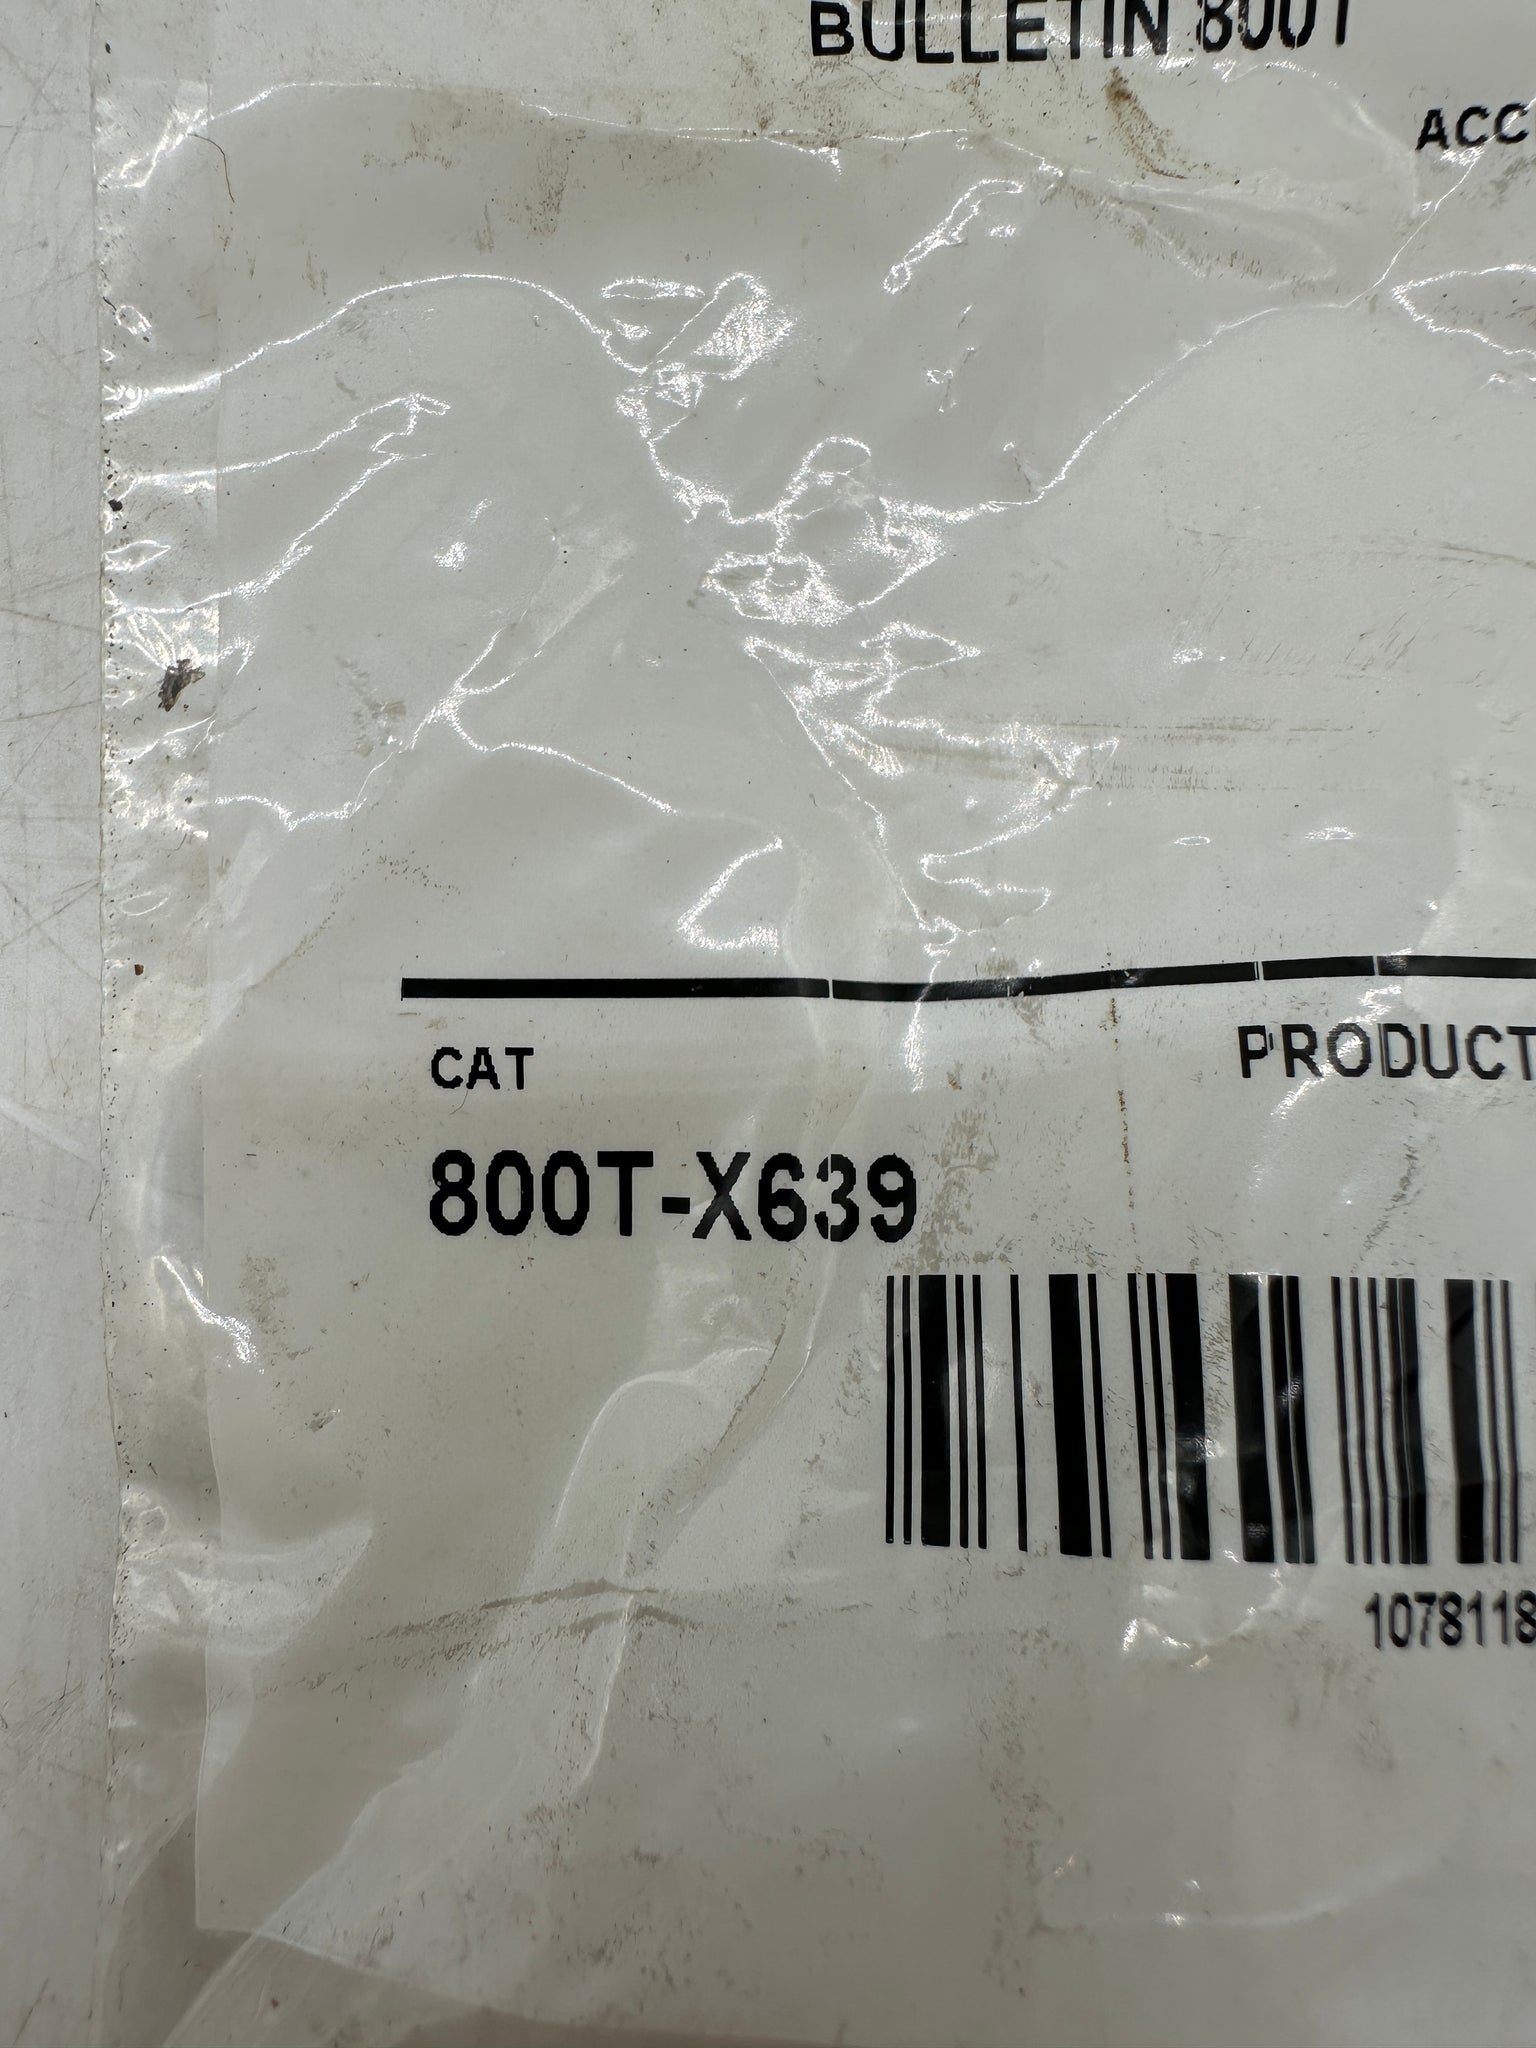 BULLETIN 800T
ACC
CAT
PRODUCT
800T-X639
1078118